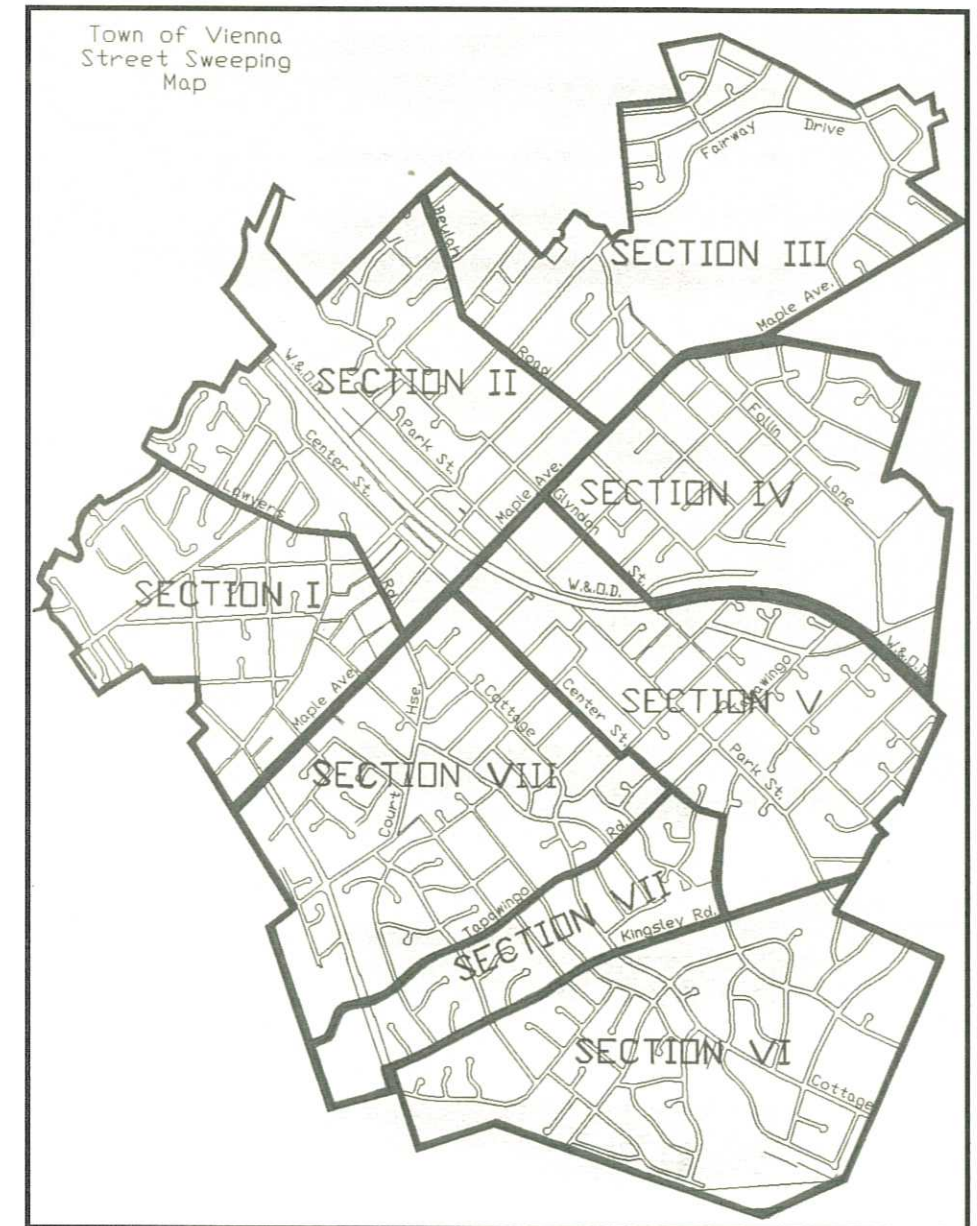 Town of Vienna
Street Sweeping
Map
Fairway
Drive
Beulah
Road
SECTION III
Maple Ave.
W.&.O.D.
SECTION II
Center
St.
Park St.
Maple Ave.
Follin
Lane
Lawyers
Rd.
Glyndon
St.
SECTION IV
SECTION I
W.&.O.D.
W.&.O.D.
Maple Ave.
Hse.
Court
Cottage
Center St.
SECTION V
Park St.
SECTION VIII
Rd.
Tapawingo
SECTION VII
Kingsley Rd.
SECTION VI
Cottage